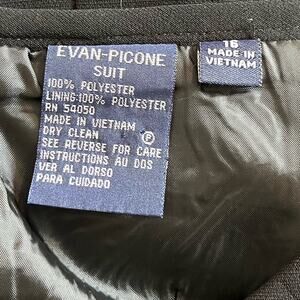 EVAN-PICONE
SUIT
100% POLYESTER
LINING:100% POLYESTER
RN 54050
MADE IN VIETNAM
DRY CLEAN
P
SEE REVERSE FOR CARE
INSTRUCTIONS AU DOS
VER AL DORSO
PARA CUIDADO
16
MADE IN
VIETNAM